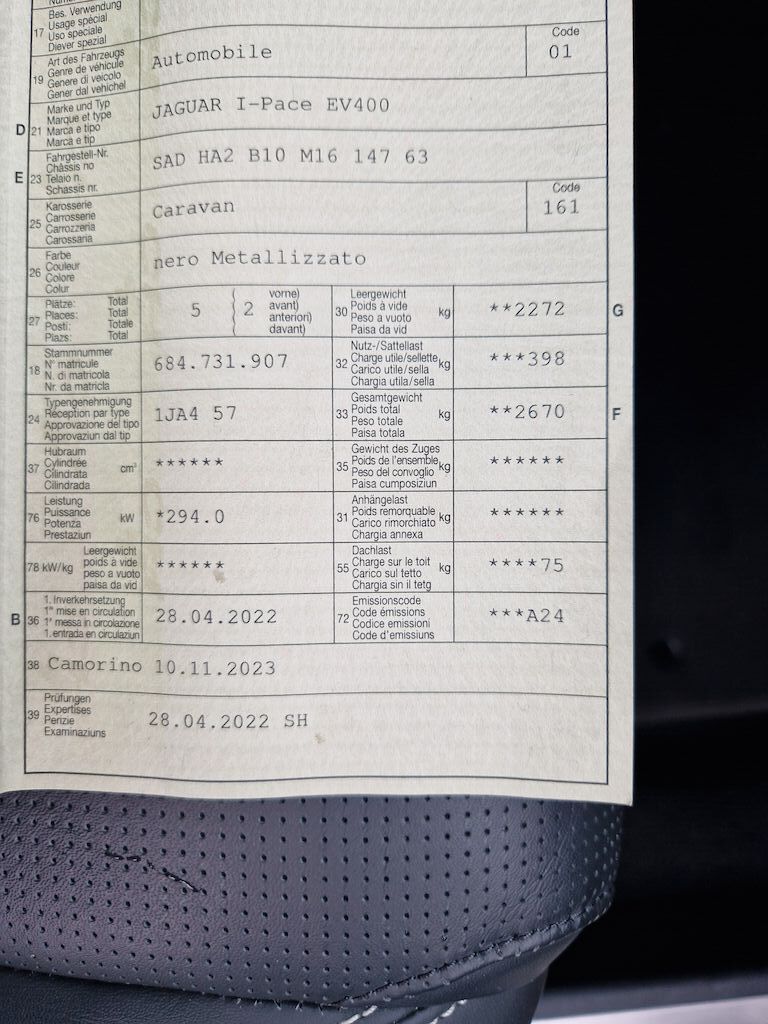 Bes. Verwendung
17 Usage spécial
Uso speciale
Diever spezial
Art des Fahrzeugs
19 Genre de véhicule
Genere di veicolo
Gener dal vehichel
Automobile
Code
01
Marke und Typ
D 21 Marque et type
Marca e tipo
Marca e tip
JAGUAR I-Pace EV400
Fahrgestell-Nr.
Châssis no
E 23 Telaio n.
Schassis nr.
SAD HA2 B10 M16 147 63
Karosserie
25 Carrosserie
Carrozzeria
Carossaria
Caravan
Code
161
Farbe
26 Couleur
Colore
Colur
nero Metallizzato
Plätze: Total
27 Places: Total
Posti: Totale
Plazs: Total
5 ( 2 vorne)
avant)
anteriori)
davant)
Leergewicht
30 Poids à vide kg
Peso a vuoto
Paisa da vid
**2272 G
Stammnummer
18 N° matricule
N. di matricola
Nr. da matricla
684.731.907
Nutz-/Sattellast
32 Charge utile/sellette kg
Carico utile/sella
Chargia utila/sella
***398
Typengenehmigung
24 Réception par type
Approvazione del tipo
Approvaziun dal tip
1JA4 57
Gesamtgewicht
33 Poids total kg
Peso totale
Paisa totala
**2670 F
Hubraum
37 Cylindrée cm³
Cilindrata
Cilindrada
******
Gewicht des Zuges
35 Poids de l'ensemble kg
Peso del convoglio
Paisa cumposiziun
******
Leistung
76 Puissance kW
Potenza
Prestaziun
*294.0
Anhängelast
31 Poids remorquable kg
Carico rimorchiato
Chargia annexa
******
78 kW/kg Leergewicht
poids à vide
peso a vuoto
paisa da vid
******
Dachlast
55 Charge sur le toit kg
Carico sul tetto
Chargia sin il tetg
****75
1. Inverkehrsetzung
B 36 1re mise en circulation
1a messa in circolazione
1. entrada en circulaziun
28.04.2022
Emissionscode
72 Code émissions
Codice emissioni
Code d'emissiuns
***A24
38 Camorino 10.11.2023
Prüfungen
39 Expertises
Perizie
Examinaziuns
28.04.2022 SH